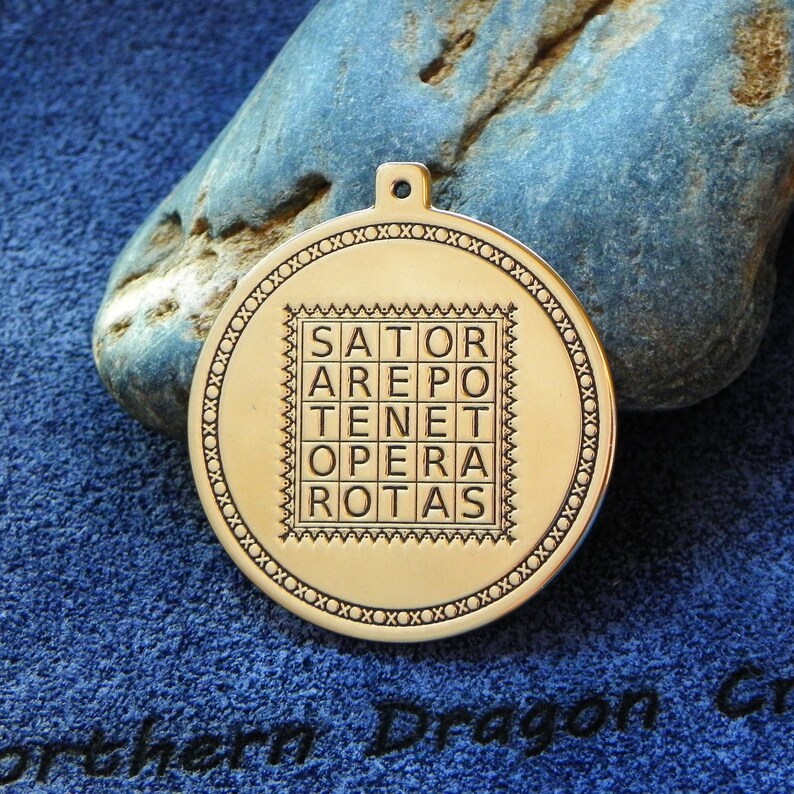 SATOR
AREPO
TENET
OPERA
ROTAS
Dragon